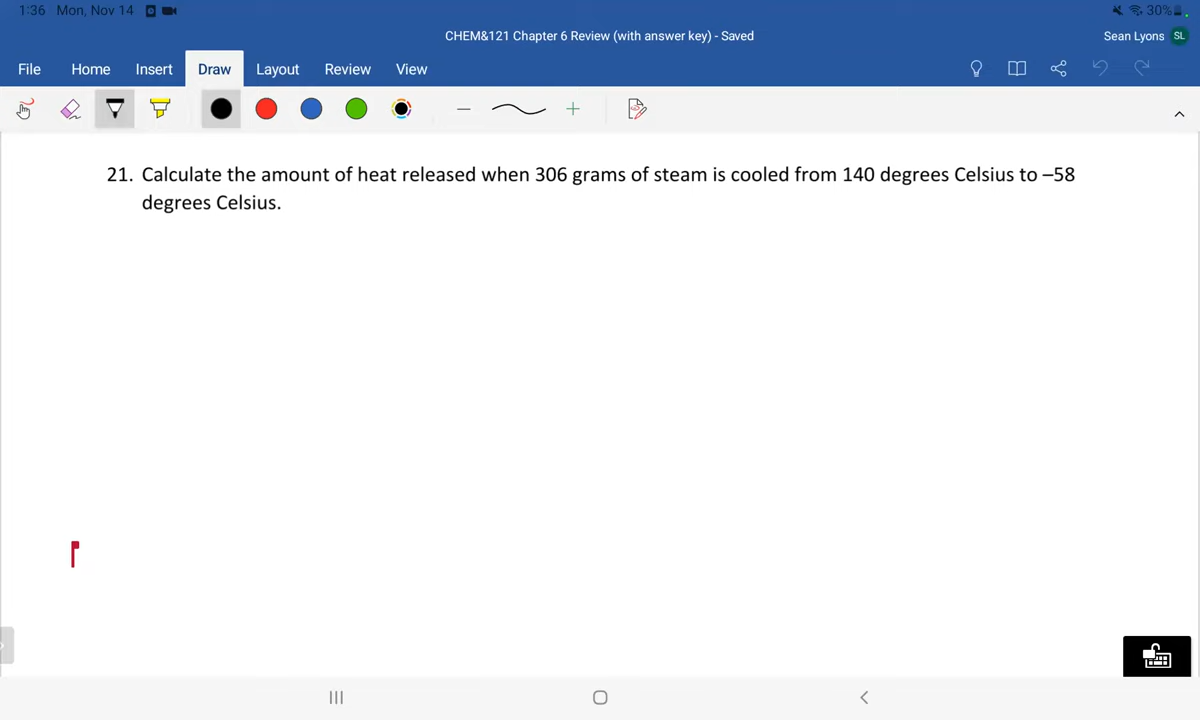 1:36 Mon, Nov 14
30%
CHEM&121 Chapter 6 Review (with answer key) - Saved
Sean Lyons SL
File Home Insert Draw Layout Review View
21. Calculate the amount of heat released when 306 grams of steam is cooled from 140 degrees Celsius to –58
degrees Celsius.